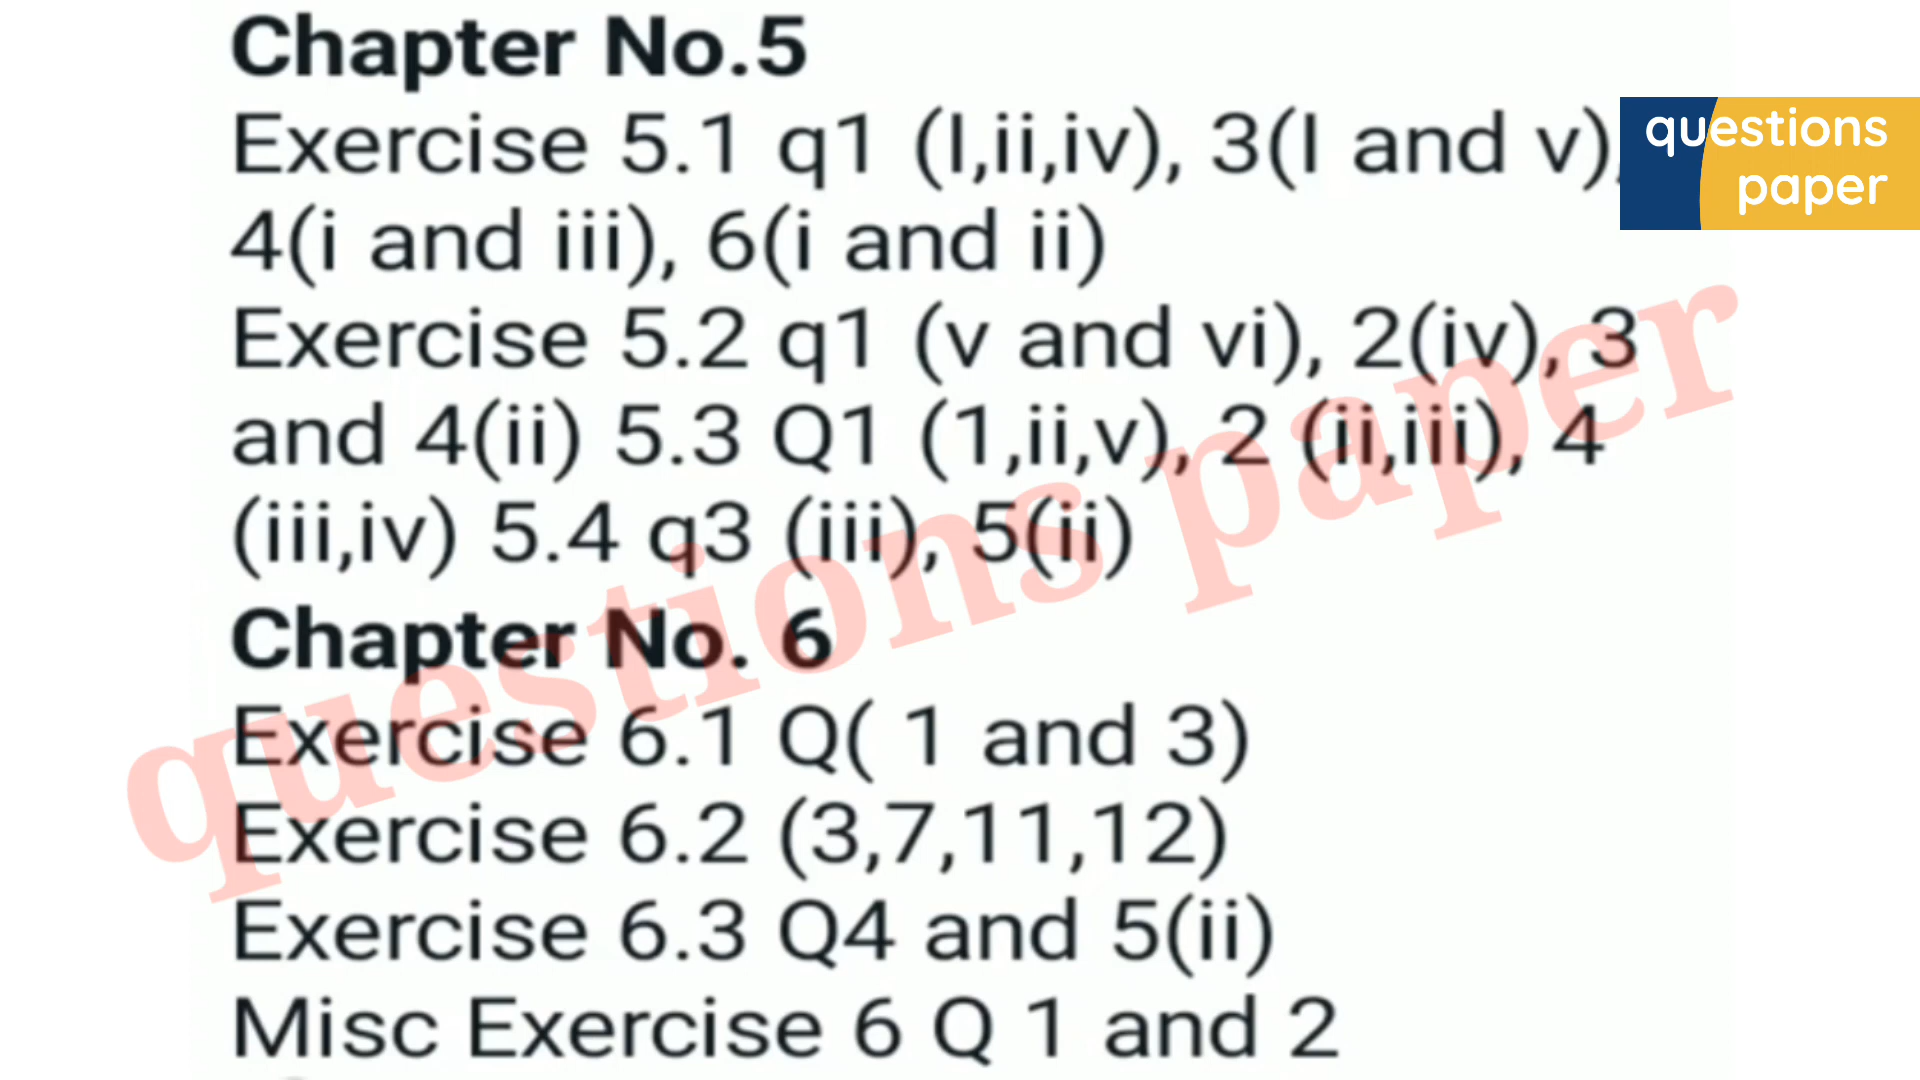 Chapter No.5
Exercise 5.1 q1 (I,ii,iv), 3(I and v),
4(i and iii), 6(i and ii)
Exercise 5.2 q1 (v and vi), 2(iv), 3
and 4(ii) 5.3 Q1 (1,ii,v), 2 (ii,iii), 4
(iii,iv) 5.4 q3 (iii), 5(ii)
Chapter No. 6
Exercise 6.1 Q( 1 and 3)
Exercise 6.2 (3,7,11,12)
Exercise 6.3 Q4 and 5(ii)
Misc Exercise 6 Q 1 and 2
questions
paper
questions paper